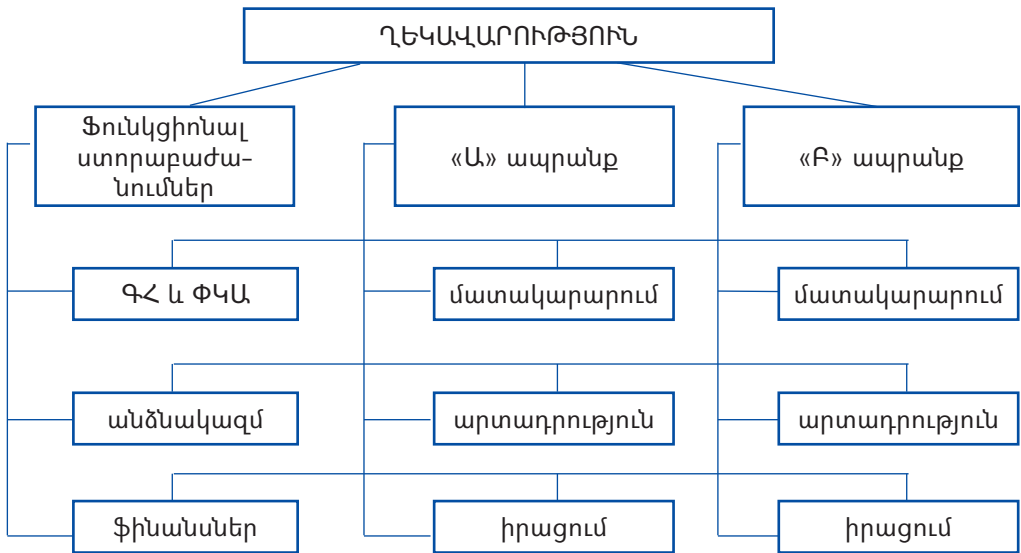 ՂԵԿԱՎԱՐՈՒԹՅՈՒՆ
Ֆունկցիոնալ
ստորաբաժա-
նումներ
«Ա» ապրանք
«Բ» ապրանք
ԳՀ և ՓԿԱ
մատակարարում
մատակարարում
անձնակազմ
արտադրություն
արտադրություն
ֆինանսներ
իրացում
իրացում